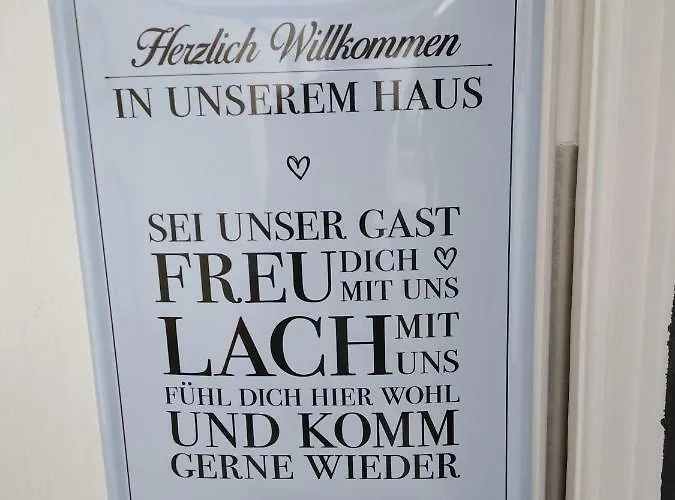 Herzlich Willkommen
IN UNSEREM HAUS
SEI UNSER GAST
FREU DICH
MIT UNS
LACH MIT
UNS
FÜHL DICH HIER WOHL
UND KOMM
GERNE WIEDER